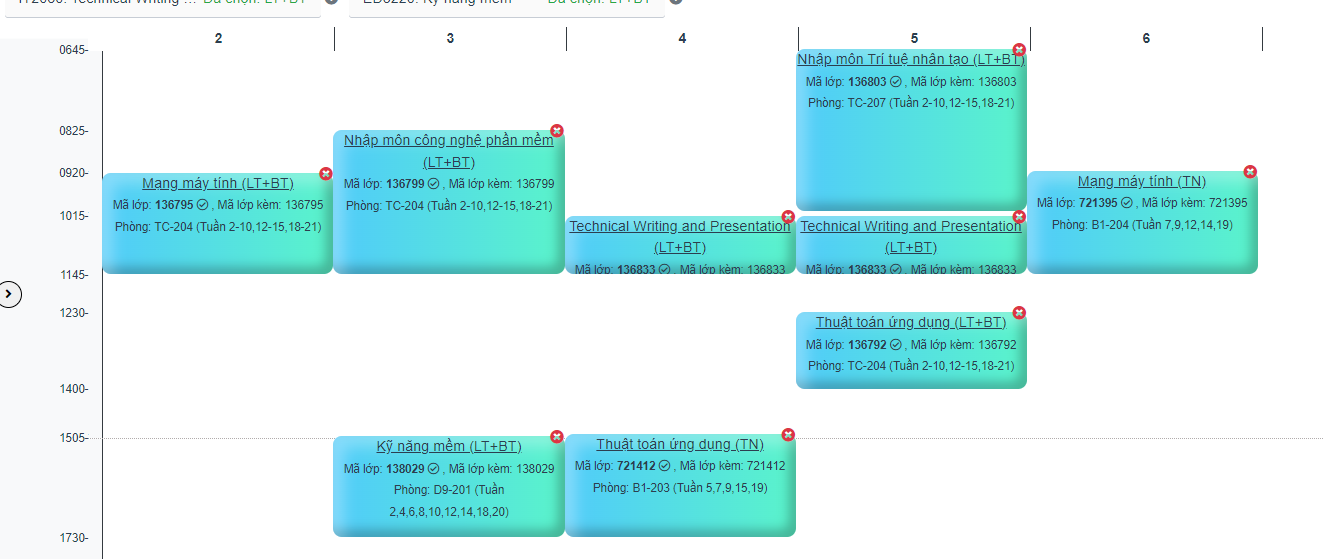 IT2030: Technical Writing ... Đã chọn: LT+BT
ED3220: Kỹ năng mềm Đã chọn: LT+BT
2 3 4 5 6
0645-
0825-
0920-
1015-
1145-
1230-
1400-
1505-
1730-
Mạng máy tính (LT+BT)
Mã lớp: 136795 , Mã lớp kèm: 136795
Phòng: TC-204 (Tuần 2-10,12-15,18-21)
Nhập môn công nghệ phần mềm
(LT+BT)
Mã lớp: 136799 , Mã lớp kèm: 136799
Phòng: TC-204 (Tuần 2-10,12-15,18-21)
Kỹ năng mềm (LT+BT)
Mã lớp: 138029 , Mã lớp kèm: 138029
Phòng: D9-201 (Tuần
2,4,6,8,10,12,14,18,20)
Technical Writing and Presentation
(LT+BT)
Mã lớp: 136833 , Mã lớp kèm: 136833
Thuật toán ứng dụng (TN)
Mã lớp: 721412 , Mã lớp kèm: 721412
Phòng: B1-203 (Tuần 5,7,9,15,19)
Nhập môn Trí tuệ nhân tạo (LT+BT)
Mã lớp: 136803 , Mã lớp kèm: 136803
Phòng: TC-207 (Tuần 2-10,12-15,18-21)
Technical Writing and Presentation
(LT+BT)
Mã lớp: 136833 , Mã lớp kèm: 136833
Thuật toán ứng dụng (LT+BT)
Mã lớp: 136792 , Mã lớp kèm: 136792
Phòng: TC-204 (Tuần 2-10,12-15,18-21)
Mạng máy tính (TN)
Mã lớp: 721395 , Mã lớp kèm: 721395
Phòng: B1-204 (Tuần 7,9,12,14,19)